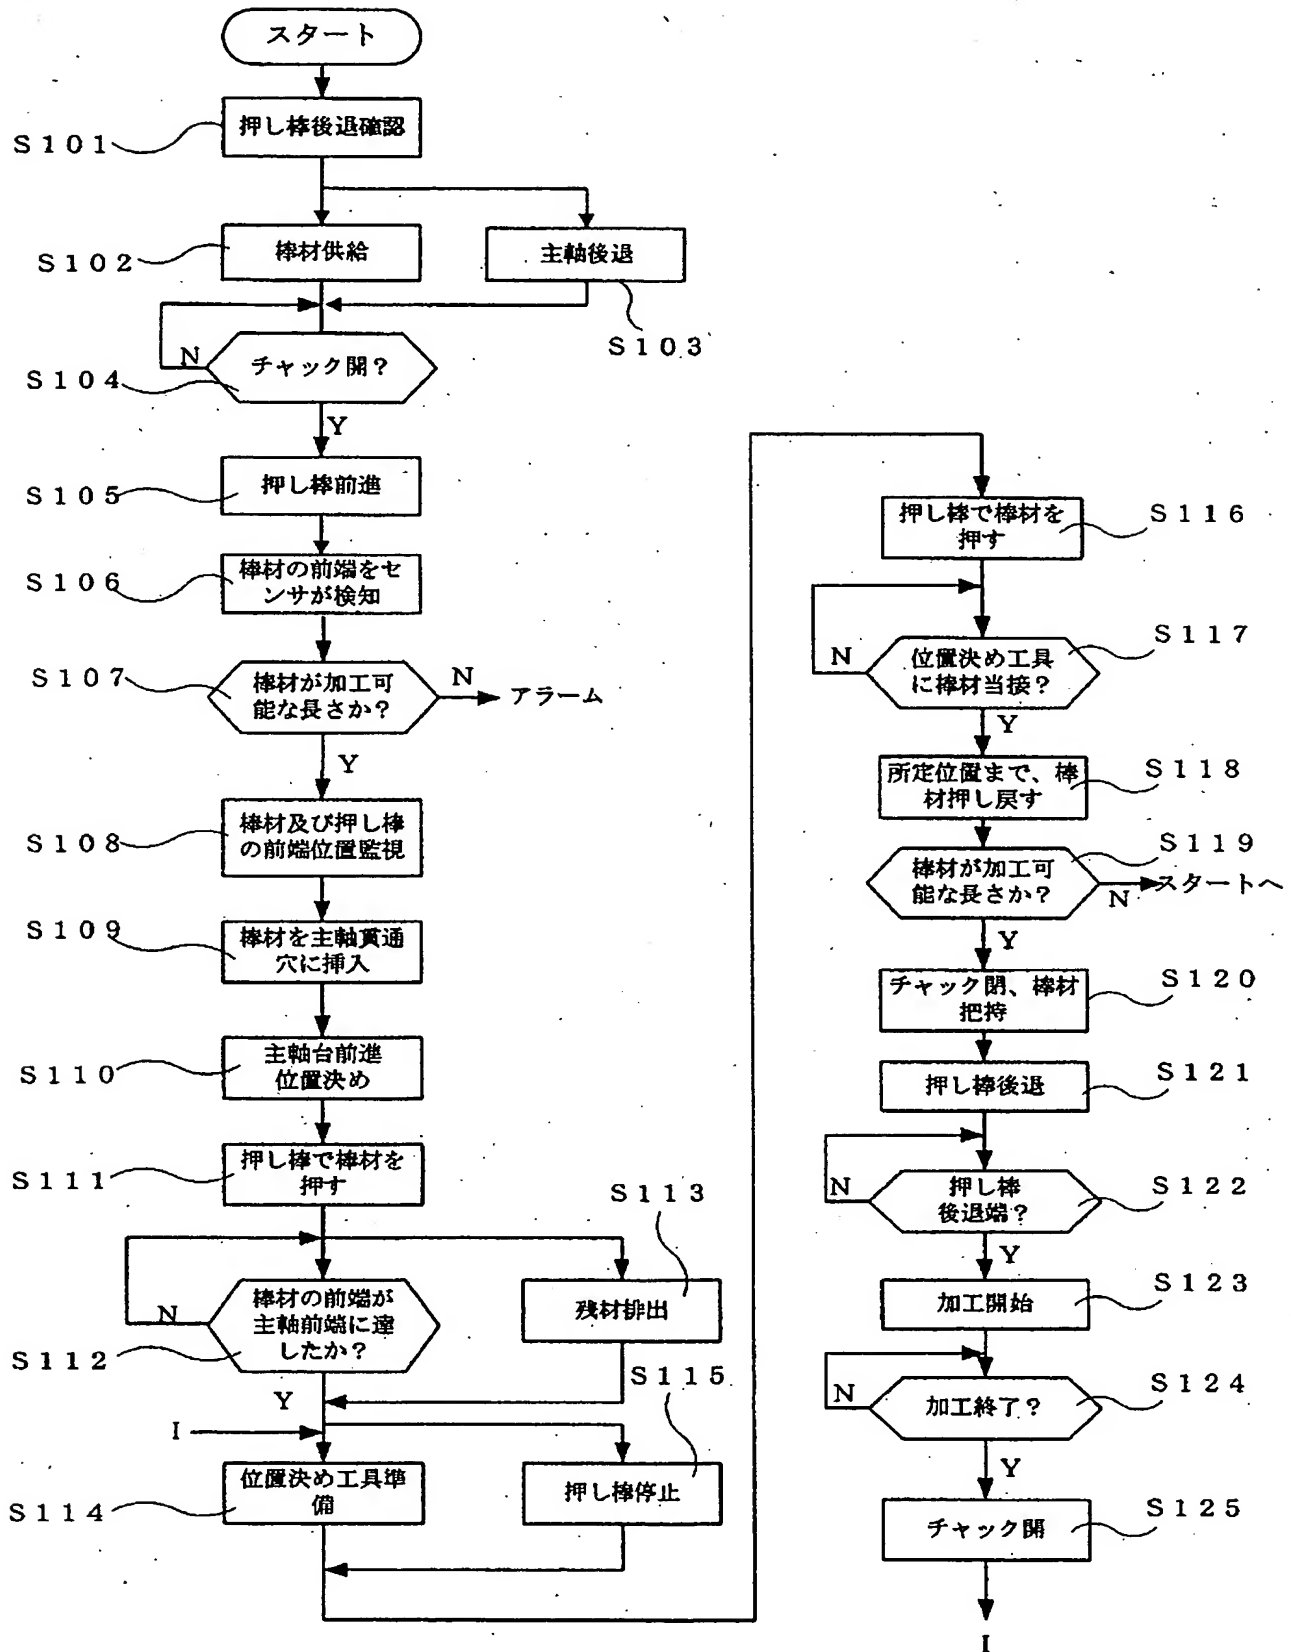 スタート
S101
押し棒後退確認
S102
棒材供給
主軸後退
S103
S104
N
チャック開?
Y
S105
押し棒前進
S106
棒材の前端をセ
ンサが検知
S107
棒材が加工可
能な長さか?
N
アラーム
Y
S108
棒材及び押し棒
の前端位置監視
S109
棒材を主軸貫通
穴に挿入
S110
主軸台前進
位置決め
S111
押し棒で棒材を
押す
S113
N
棒材の前端が
主軸前端に達
したか?
残材排出
S112
Y
S115
I
S114
位置決め工具準
備
押し棒停止
押し棒で棒材を
押す
S116
N
位置決め工具
に棒材当接?
S117
Y
所定位置まで、棒
材押し戻す
S118
棒材が加工可
能な長さか?
S119
N
スタートへ
Y
チャック閉、棒材
把持
S120
押し棒後退
S121
N
押し棒
後退端?
S122
Y
加工開始
S123
N
加工終了?
S124
Y
チャック開
S125
I